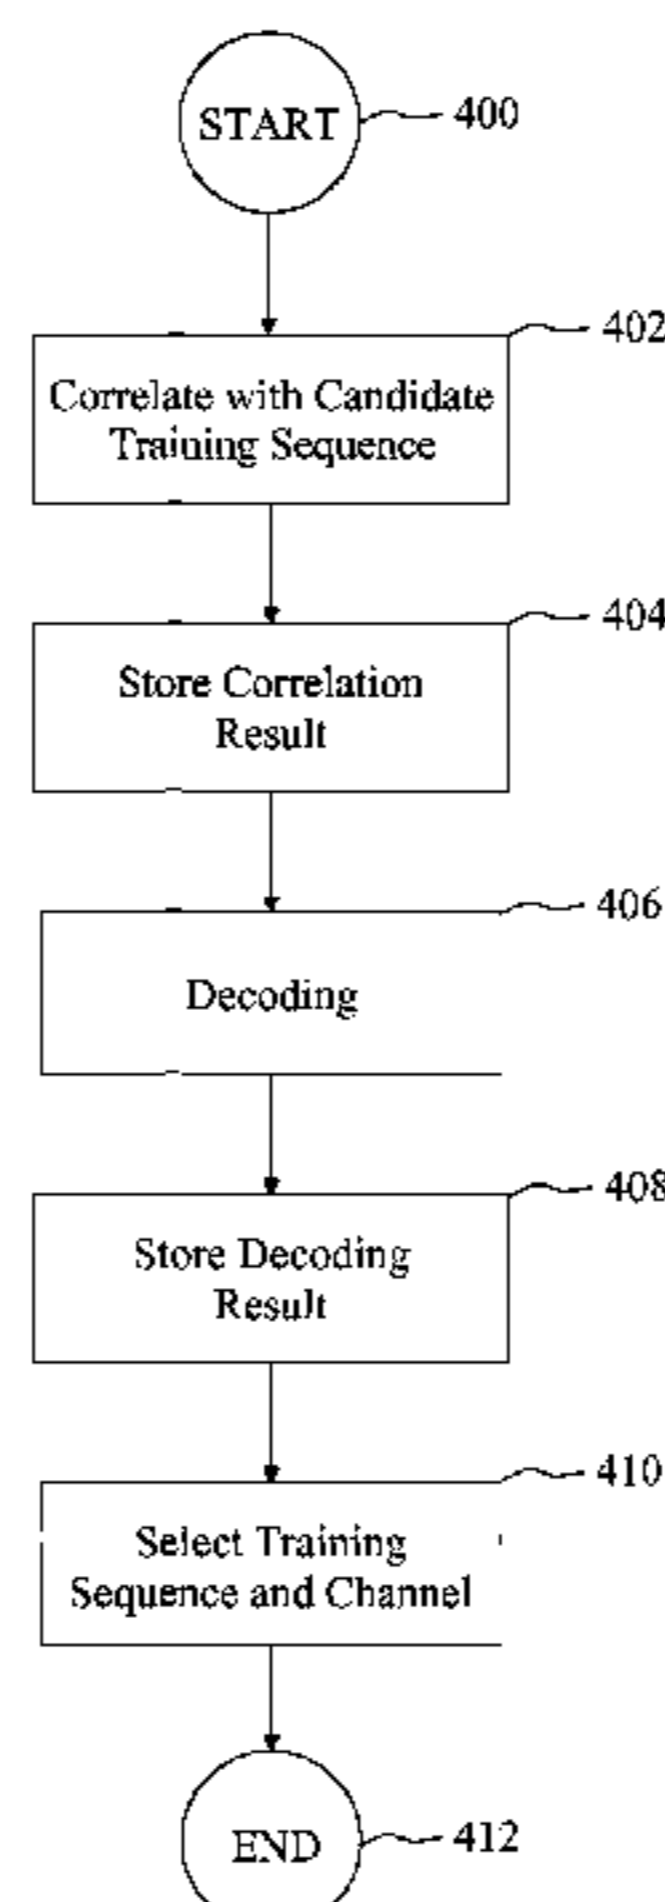 START
400
402
Correlate with Candidate
Training Sequence
404
Store Correlation
Result
406
Decoding
408
Store Decoding
Result
410
Select Training
Sequence and Channel
END
412